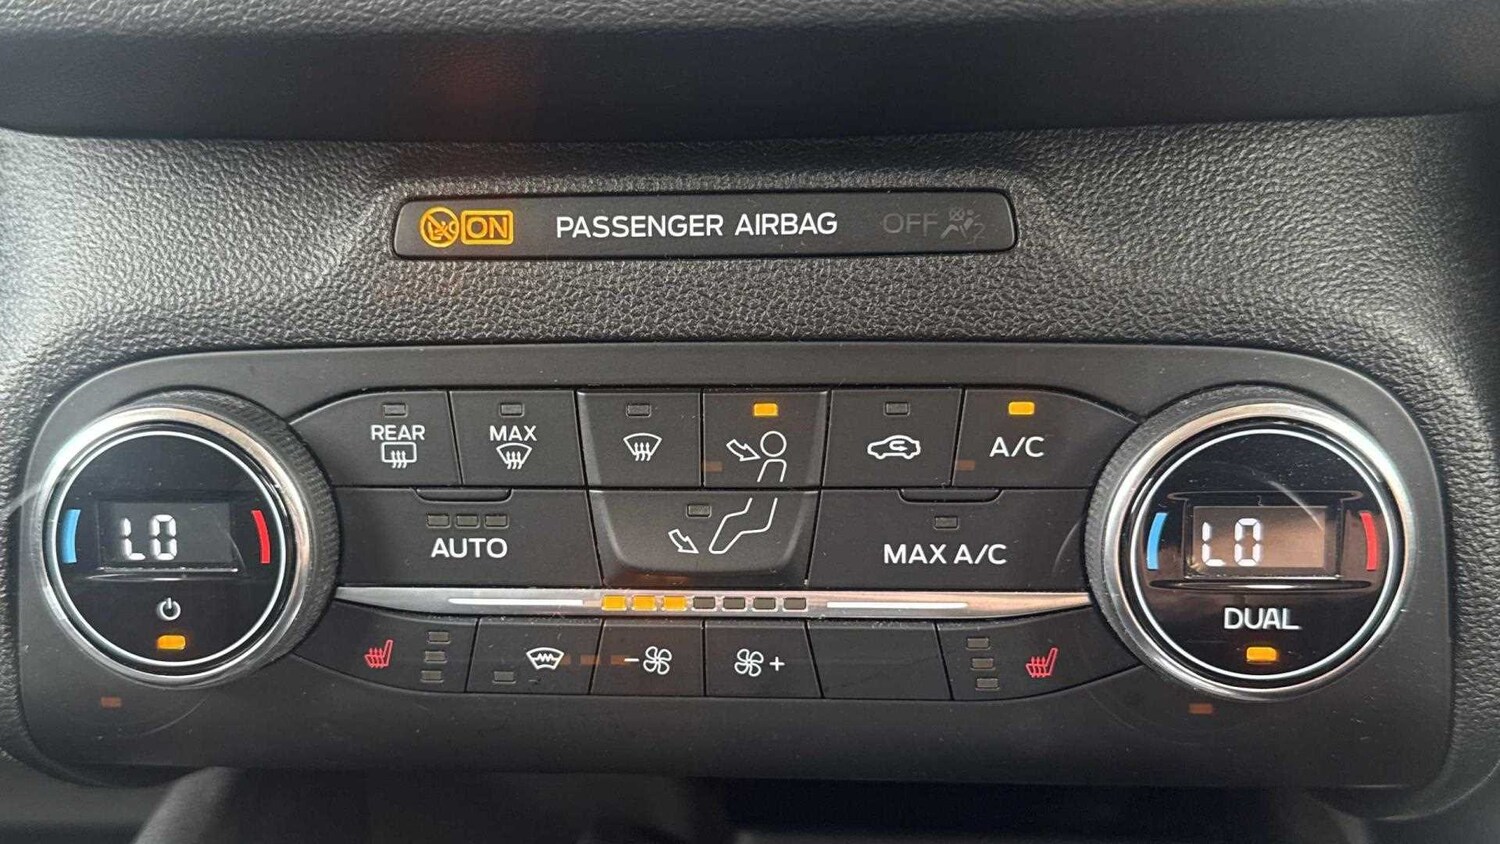 ON PASSENGER AIRBAG OFF
REAR
MAX
A/C
LO
AUTO
MAX A/C
LO
DUAL